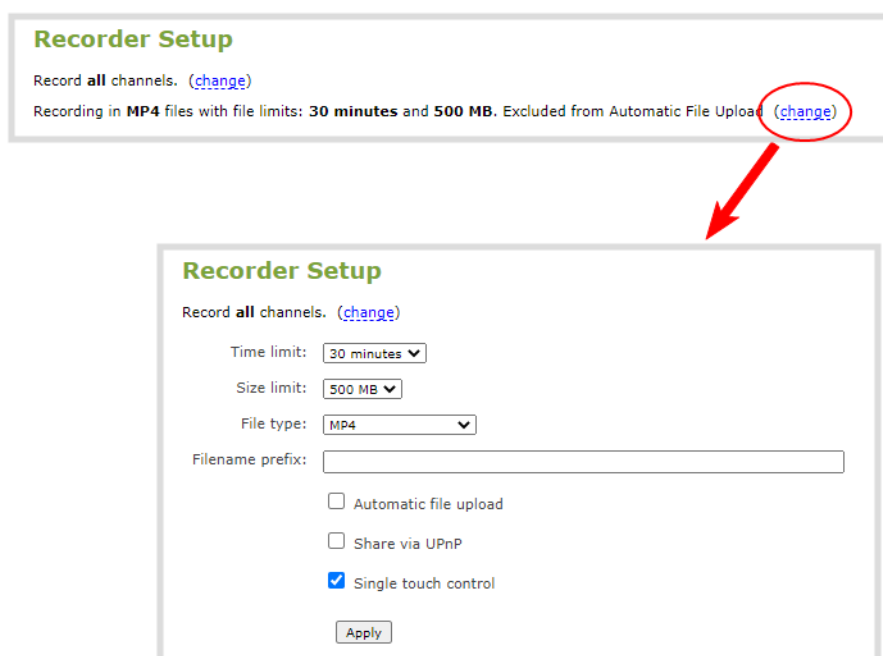 Recorder Setup
Record all channels. (change)
Recording in MP4 files with file limits: 30 minutes and 500 MB. Excluded from Automatic File Upload (change)
Recorder Setup
Record all channels. (change)
Time limit: 30 minutes
Size limit: 500 MB
File type: MP4
Filename prefix:
Automatic file upload
Share via UPnP
Single touch control
Apply